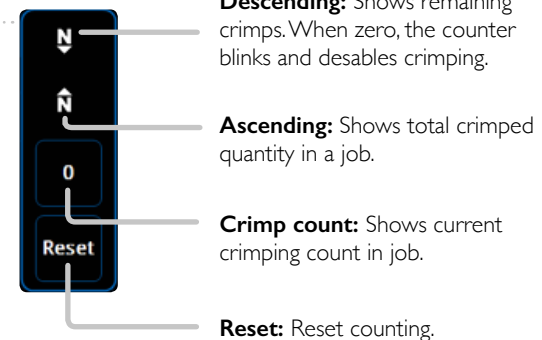 Descending: Shows remaining
crimps. When zero, the counter
blinks and desables crimping.
N
N
Ascending: Shows total crimped
quantity in a job.
0
Crimp count: Shows current
crimping count in job.
Reset
Reset: Reset counting.